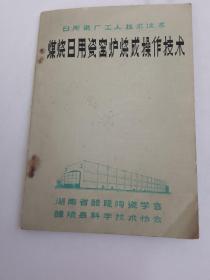 日用瓷厂工人技术读本
煤烧日用瓷窑炉烧成操作技术
湖南省醴陵陶瓷学会
醴陵县科学技术协会